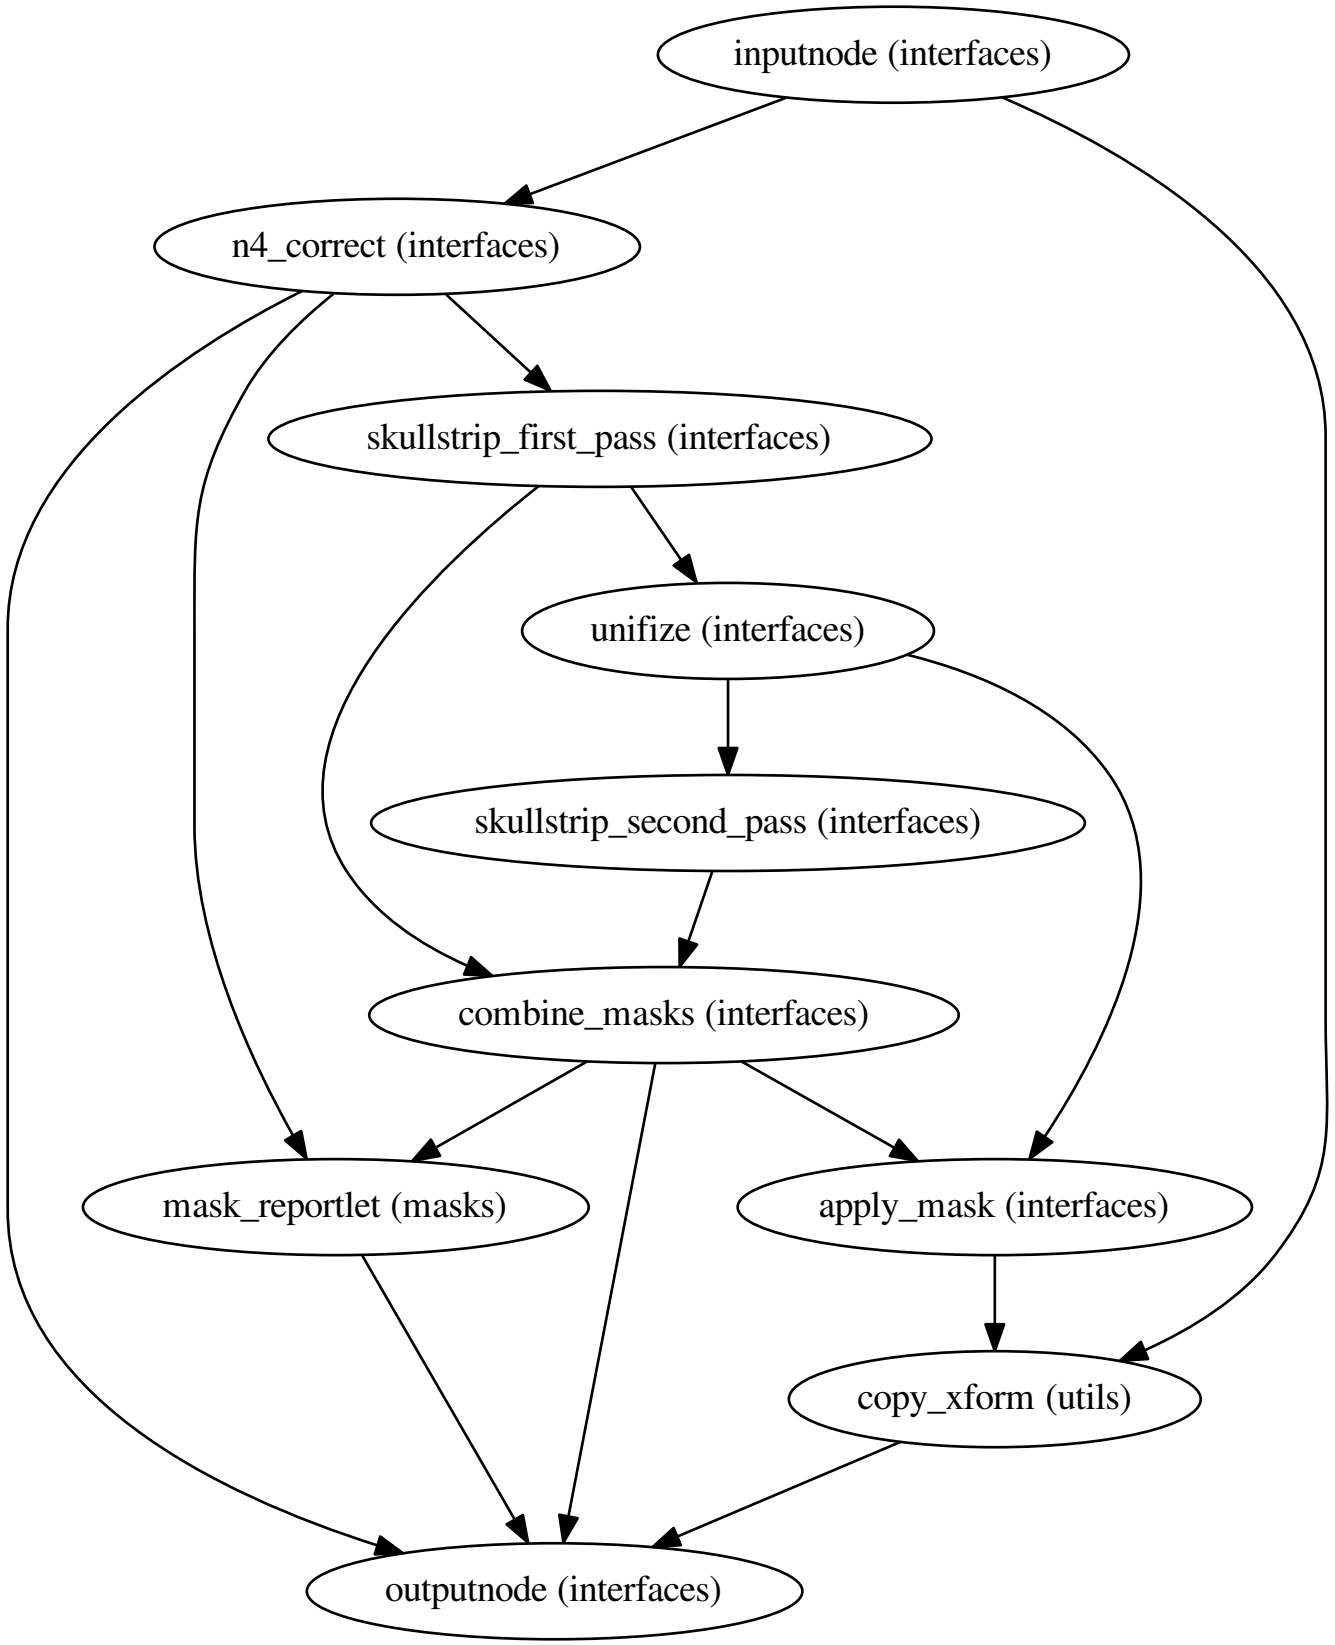 inputnode (interfaces)
n4_correct (interfaces)
skullstrip_first_pass (interfaces)
unifize (interfaces)
skullstrip_second_pass (interfaces)
combine_masks (interfaces)
mask_reportlet (masks)
apply_mask (interfaces)
copy_xform (utils)
outputnode (interfaces)